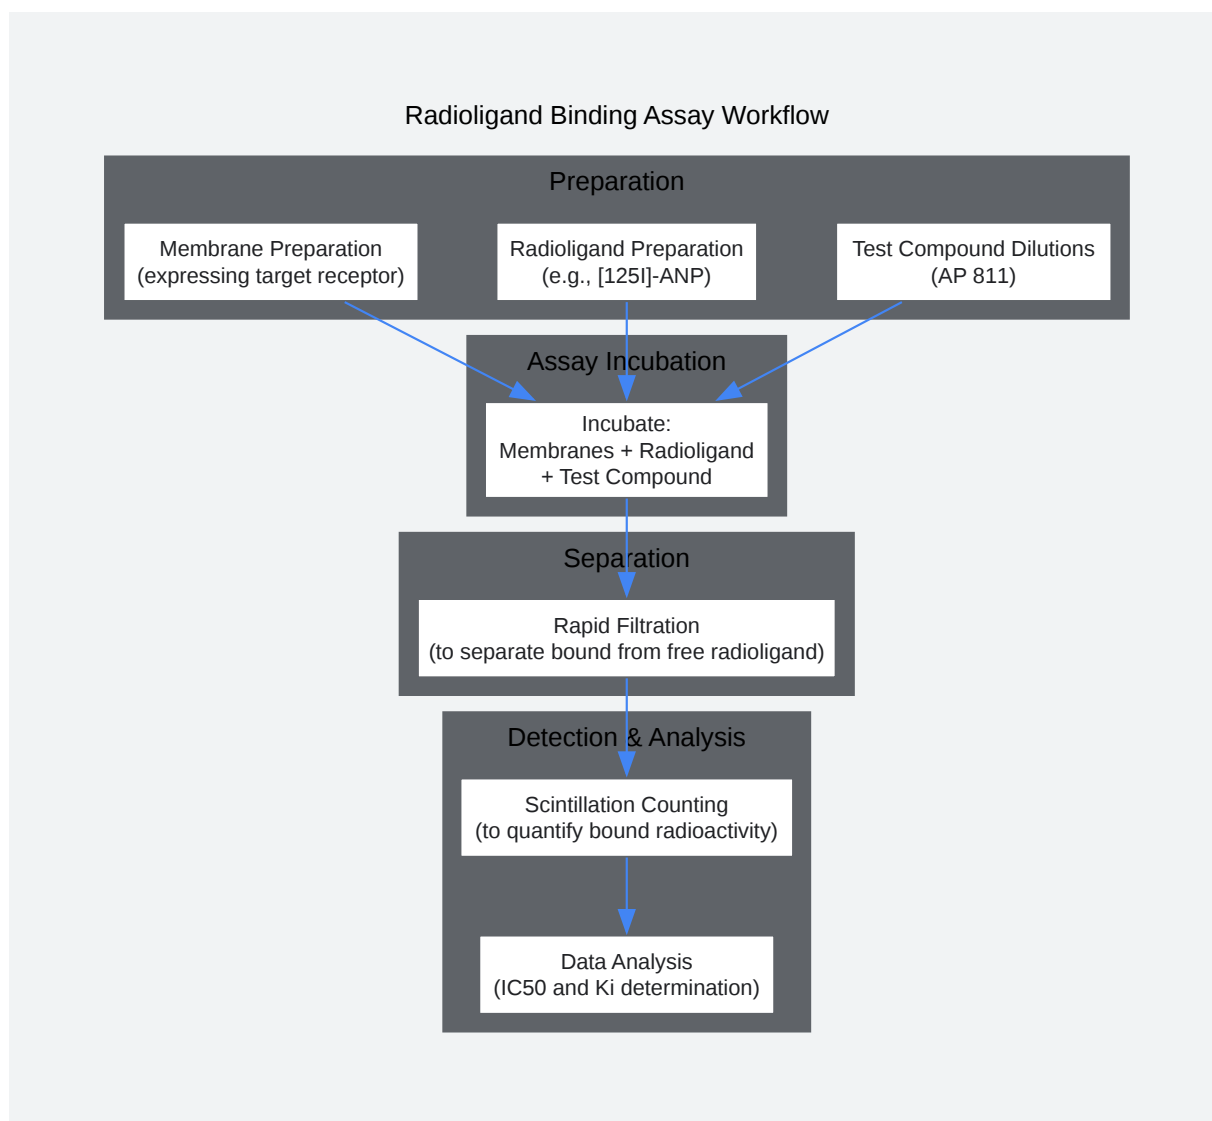 Radioligand Binding Assay Workflow
Preparation
Membrane Preparation
(expressing target receptor)
Radioligand Preparation
(e.g., [125I]-ANP)
Test Compound Dilutions
(AP 811)
Assay Incubation
Incubate:
Membranes + Radioligand
+ Test Compound
Separation
Rapid Filtration
(to separate bound from free radioligand)
Detection & Analysis
Scintillation Counting
(to quantify bound radioactivity)
Data Analysis
(IC50 and Ki determination)